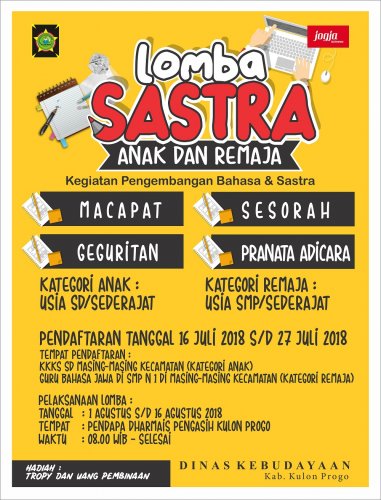 jogja
Lomba
SASTRA
ANAK DAN REMAJA
Kegiatan Pengembangan Bahasa & Sastra
MACAPAT
SESORAH
GEGURITAN
PRANATA ADICARA
KATEGORI ANAK :
USIA SD/SEDERAJAT
KATEGORI REMAJA :
USIA SMP/SEDERAJAT
PENDAFTARAN TANGGAL 16 JULI 2018 S/D 27 JULI 2018
TEMPAT PENDAFTARAN :
KKKS SD MASING-MASING KECAMATAN (KATEGORI ANAK)
GURU BAHASA JAWA DI SMP N 1 DI MASING-MASING KECAMATAN (KATEGORI REMAJA)
PELAKSANAAN LOMBA :
TANGGAL : 1 AGUSTUS S/D 16 AGUSTUS 2018
TEMPAT : PENDAPA DHARMAIS PENGASIH KULON PROGO
WAKTU : 08.00 WIB - SELESAI
HADIAH :
TROPY DAN UANG PEMBINAAN
DINAS KEBUDAYAAN
Kab. Kulon Progo